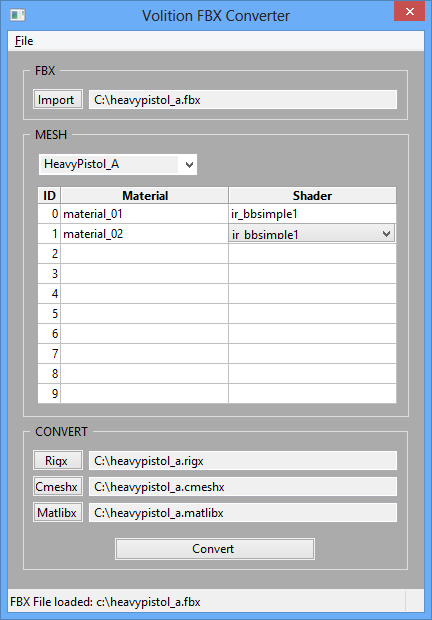 Volition FBX Converter
File
FBX
Import C:\heavypistol_a.fbx
MESH
HeavyPistol_A
ID Material Shader
0 material_01 ir_bbsimple1
1 material_02 ir_bbsimple1
2
3
4
5
6
7
8
9
CONVERT
Rigx C:\heavypistol_a.rigx
Cmeshx C:\heavypistol_a.cmeshx
Matlibx C:\heavypistol_a.matlibx
Convert
FBX File loaded: c:\heavypistol_a.fbx